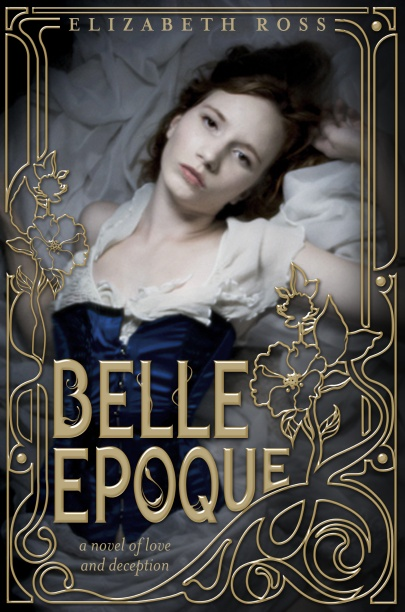 ELIZABETH ROSS
BELLE
EPOQUE
a novel of love
and deception